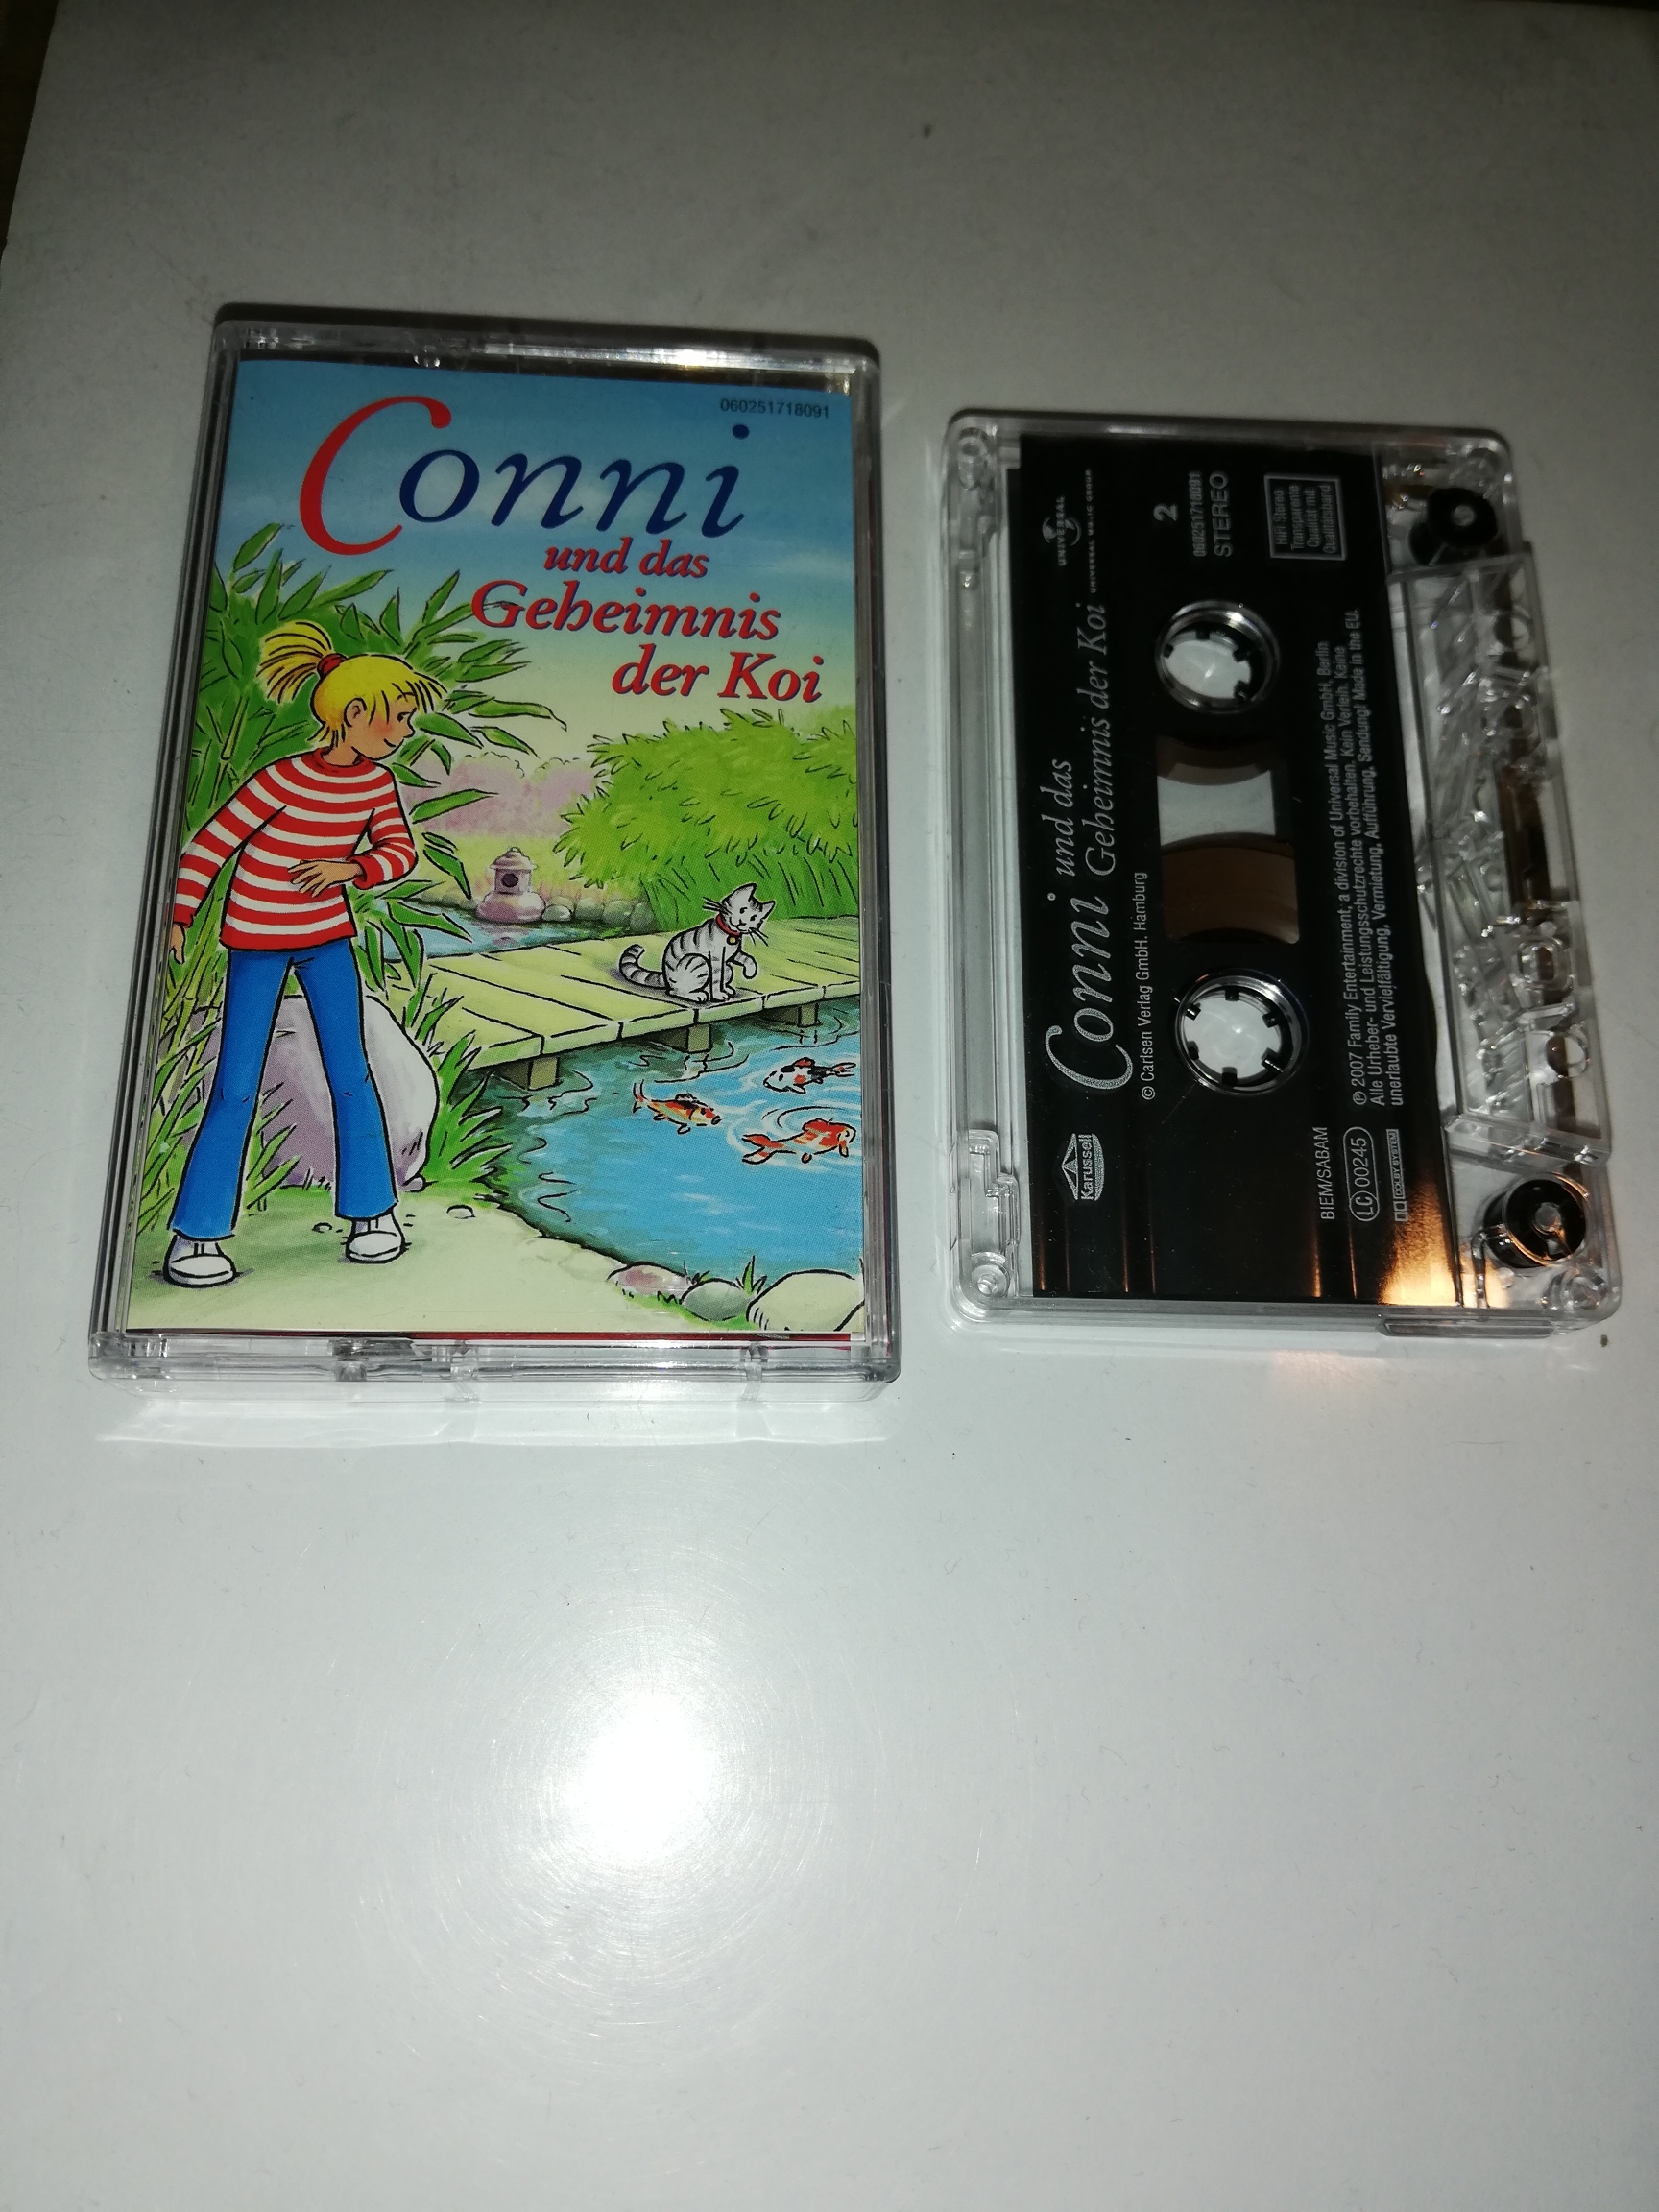 060251718091
Conni
und das
Geheimnis
der Koi
UNIVERSAL
UNIVERSAL MUSIC GROUP
2
060251718091
STEREO
HiFi Stereo
Transparente
Qualität mit
Qualitätsband
Karussell
Conni und das
Geheimnis der Koi
© Carlsen Verlag GmbH, Hamburg
BIEM/SABAM
LC 00245
DOLBY SYSTEM
℗ 2007 Family Entertainment, a division of Universal Music GmbH, Berlin
Alle Urheber- und Leistungsschutzrechte vorbehalten. Kein Verleih. Keine
unerlaubte Vervielfältigung, Vermietung, Aufführung, Sendung! Made in the EU.